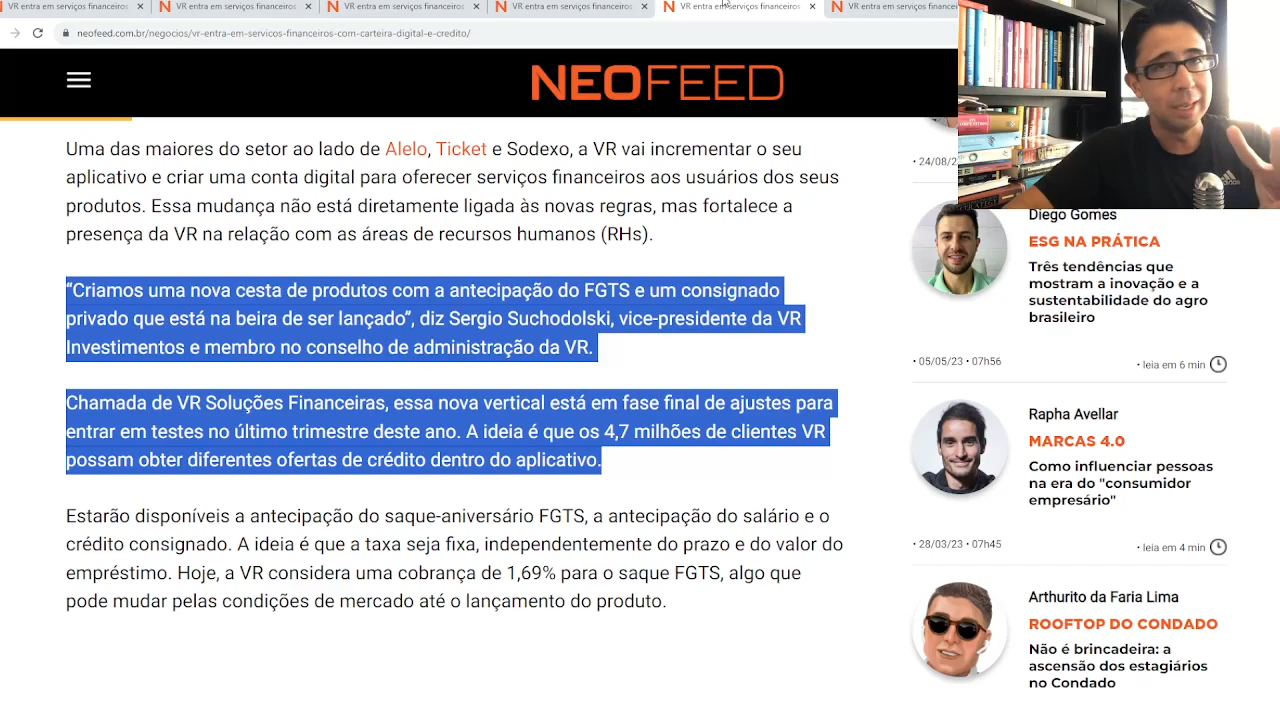 VR entra em serviços financeiros
VR entra em serviços financeiros
VR entra em serviços financeiros
VR entra em serviços financeiros
VR entra em serviços financeiros
VR entra em serviços financeiros
neofeed.com.br/negocios/vr-entra-em-servicos-financeiros-com-carteira-digital-e-credito/
NEOFEED
Uma das maiores do setor ao lado de Alelo, Ticket e Sodexo, a VR vai incrementar o seu
aplicativo e criar uma conta digital para oferecer serviços financeiros aos usuários dos seus
produtos. Essa mudança não está diretamente ligada às novas regras, mas fortalece a
presença da VR na relação com as áreas de recursos humanos (RHs).
“Criamos uma nova cesta de produtos com a antecipação do FGTS e um consignado
privado que está na beira de ser lançado”, diz Sergio Suchodolski, vice-presidente da VR
Investimentos e membro no conselho de administração da VR.
Chamada de VR Soluções Financeiras, essa nova vertical está em fase final de ajustes para
entrar em testes no último trimestre deste ano. A ideia é que os 4,7 milhões de clientes VR
possam obter diferentes ofertas de crédito dentro do aplicativo.
Estarão disponíveis a antecipação do saque-aniversário FGTS, a antecipação do salário e o
crédito consignado. A ideia é que a taxa seja fixa, independentemente do prazo e do valor do
empréstimo. Hoje, a VR considera uma cobrança de 1,69% para o saque FGTS, algo que
pode mudar pelas condições de mercado até o lançamento do produto.
• 24/08/2
Diego Gomes
ESG NA PRÁTICA
Três tendências que
mostram a inovação e a
sustentabilidade do agro
brasileiro
• 05/05/23 • 07h56
• leia em 6 min
Rapha Avellar
MARCAS 4.0
Como influenciar pessoas
na era do "consumidor
empresário"
• 28/03/23 • 07h45
• leia em 4 min
Arthurito da Faria Lima
ROOFTOP DO CONDADO
Não é brincadeira: a
ascensão dos estagiários
no Condado
adidas